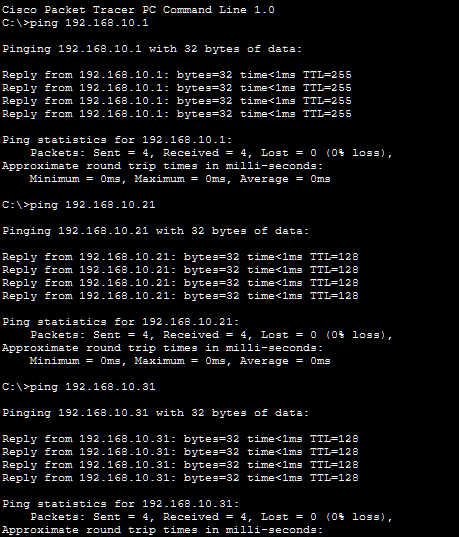 Cisco Packet Tracer PC Command Line 1.0
C:\>ping 192.168.10.1
Pinging 192.168.10.1 with 32 bytes of data:
Reply from 192.168.10.1: bytes=32 time<1ms TTL=255
Reply from 192.168.10.1: bytes=32 time<1ms TTL=255
Reply from 192.168.10.1: bytes=32 time<1ms TTL=255
Reply from 192.168.10.1: bytes=32 time<1ms TTL=255
Ping statistics for 192.168.10.1:
Packets: Sent = 4, Received = 4, Lost = 0 (0% loss),
Approximate round trip times in milli-seconds:
Minimum = 0ms, Maximum = 0ms, Average = 0ms
C:\>ping 192.168.10.21
Pinging 192.168.10.21 with 32 bytes of data:
Reply from 192.168.10.21: bytes=32 time<1ms TTL=128
Reply from 192.168.10.21: bytes=32 time<1ms TTL=128
Reply from 192.168.10.21: bytes=32 time<1ms TTL=128
Reply from 192.168.10.21: bytes=32 time<1ms TTL=128
Ping statistics for 192.168.10.21:
Packets: Sent = 4, Received = 4, Lost = 0 (0% loss),
Approximate round trip times in milli-seconds:
Minimum = 0ms, Maximum = 0ms, Average = 0ms
C:\>ping 192.168.10.31
Pinging 192.168.10.31 with 32 bytes of data:
Reply from 192.168.10.31: bytes=32 time<1ms TTL=128
Reply from 192.168.10.31: bytes=32 time<1ms TTL=128
Reply from 192.168.10.31: bytes=32 time<1ms TTL=128
Reply from 192.168.10.31: bytes=32 time<1ms TTL=128
Ping statistics for 192.168.10.31:
Packets: Sent = 4, Received = 4, Lost = 0 (0% loss),
Approximate round trip times in milli-seconds: